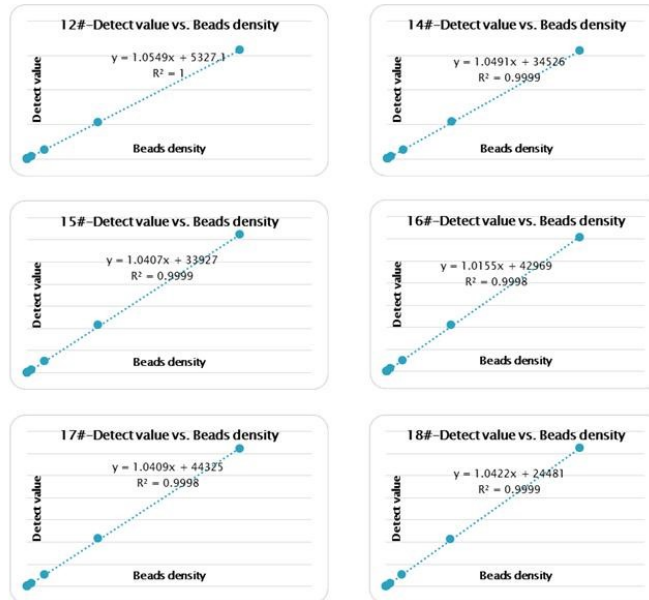 12#-Detect value vs. Beads density
y = 1.0549x + 5327.1
R² = 1
Detect value
Beads density
14#-Detect value vs. Beads density
y = 1.0491x + 34526
R² = 0.9999
Detect value
Beads density
15#-Detect value vs. Beads density
y = 1.0407x + 33927
R² = 0.9999
Detect value
Beads density
16#-Detect value vs. Beads density
y = 1.0155x + 42969
R² = 0.9998
Detect value
Beads density
17#-Detect value vs. Beads density
y = 1.0409x + 44325
R² = 0.9998
Detect value
Beads density
18#-Detect value vs. Beads density
y = 1.0422x + 24481
R² = 0.9999
Detect value
Beads density